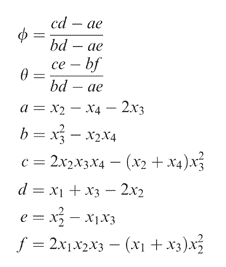 ϕ = (cd − ae)/(bd − ae)
θ = (ce − bf)/(bd − ae)
a = x₂ − x₄ − 2x₃
b = x₃² − x₂x₄
c = 2x₂x₃x₄ − (x₂ + x₄)x₃²
d = x₁ + x₃ − 2x₂
e = x₂² − x₁x₃
f = 2x₁x₂x₃ − (x₁ + x₃)x₂²